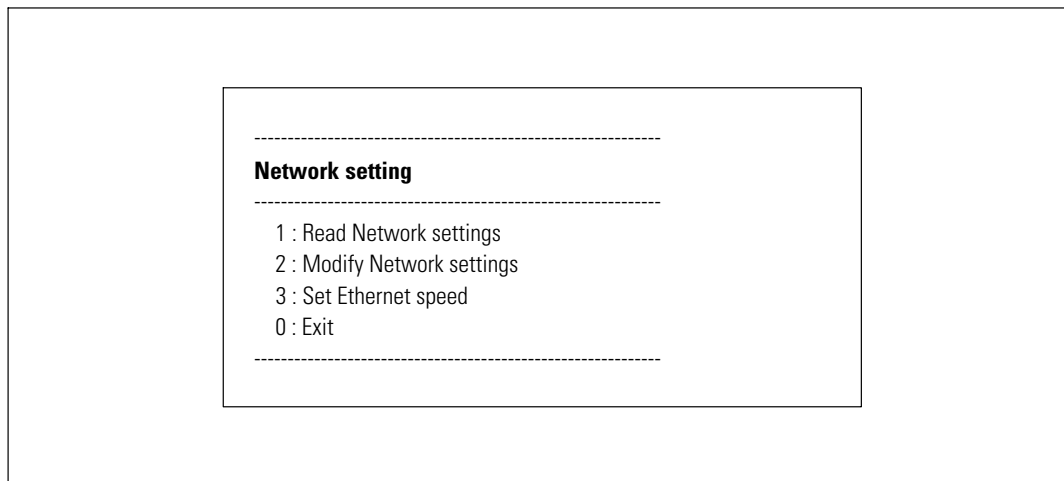 -------------------------------------------------------------
Network setting
-------------------------------------------------------------
1 : Read Network settings
2 : Modify Network settings
3 : Set Ethernet speed
0 : Exit
-------------------------------------------------------------